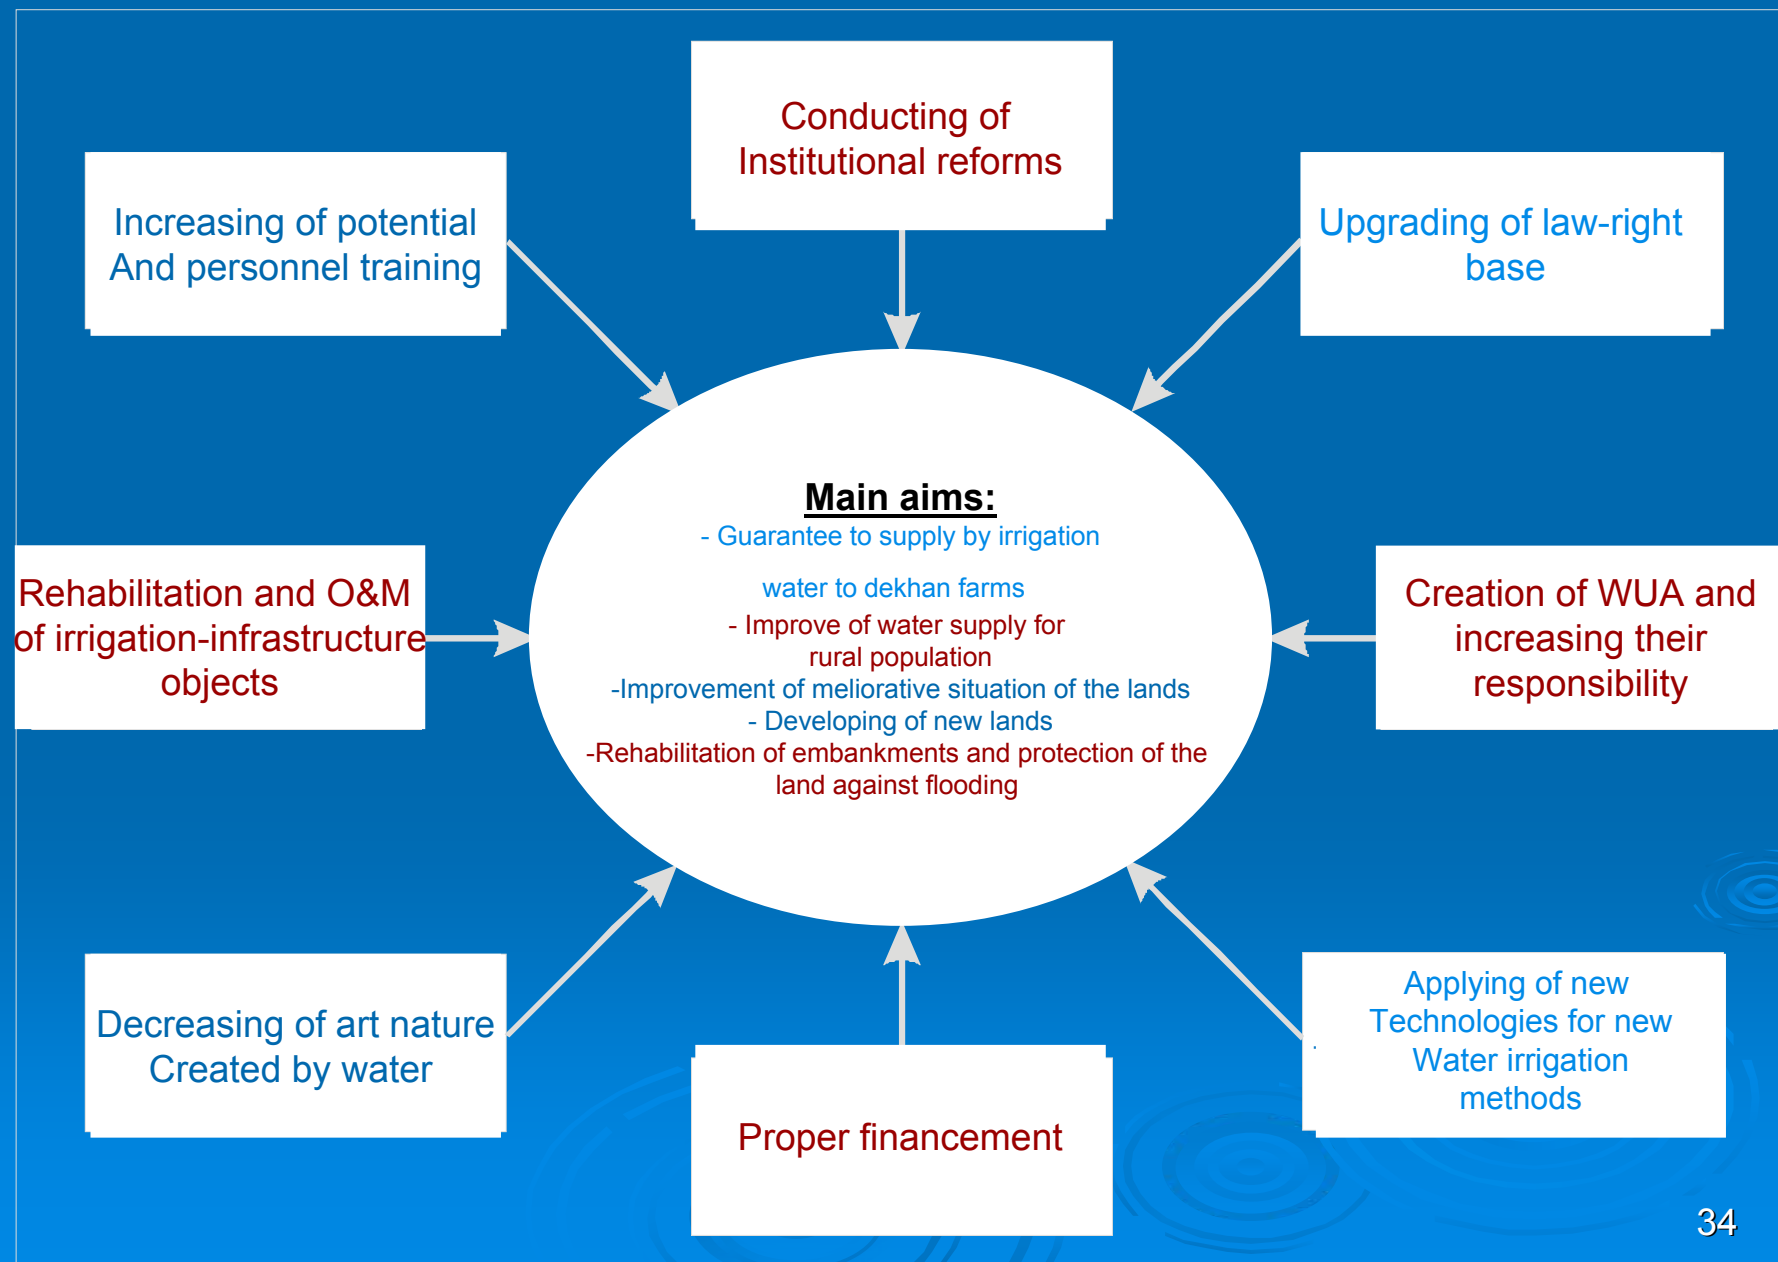 Conducting of
Institutional reforms
Increasing of potential
And personnel training
Upgrading of law-right
base
Main aims:
- Guarantee to supply by irrigation
water to dekhan farms
- Improve of water supply for
rural population
-Improvement of meliorative situation of the lands
- Developing of new lands
-Rehabilitation of embankments and protection of the
land against flooding
Rehabilitation and O&M
of irrigation-infrastructure
objects
Creation of WUA and
increasing their
responsibility
Decreasing of art nature
Created by water
Proper financement
Applying of new
Technologies for new
Water irrigation
methods
34